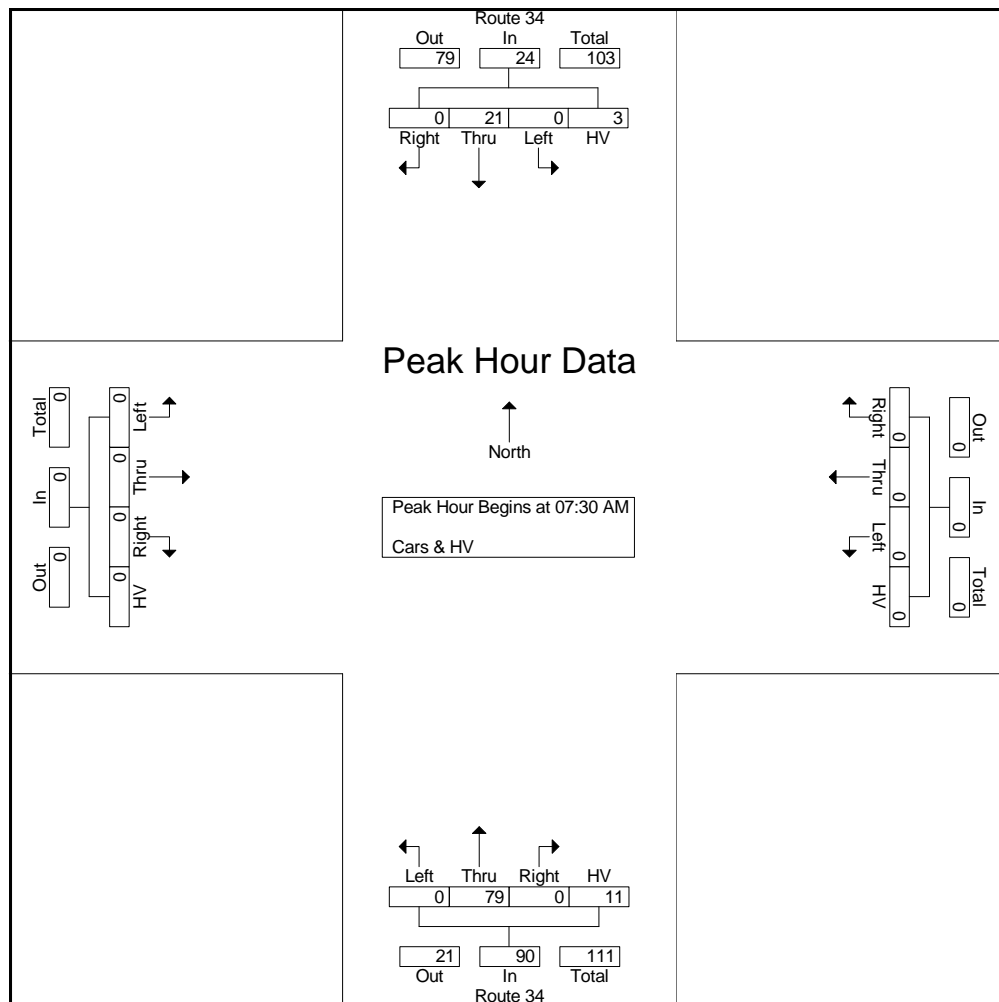 Route 34
Out In Total
79 24 103
0 21 0 3
Right Thru Left HV
Peak Hour Data
North
Peak Hour Begins at 07:30 AM
Cars & HV
Left Thru Right HV
0 0 0 0
Total In Out
0 0 0
Right Thru Left HV
0 0 0 0
Out In Total
0 0 0
Left Thru Right HV
0 79 0 11
21 90 111
Out In Total
Route 34